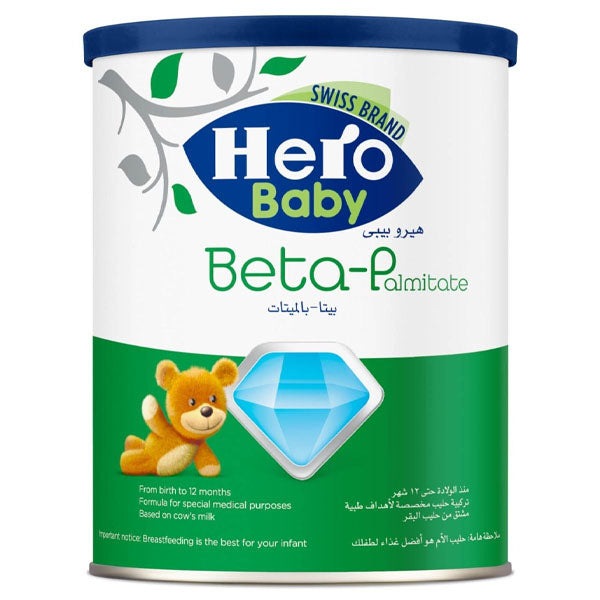 SWISS BRAND
Hero
Baby
هيرو بيبى
Beta-Palmitate
بيتا-بالميتات
From birth to 12 months
Formula for special medical purposes
Based on cow's milk
منذ الولادة حتى ١٢ شهر
تركيبة حليب مخصصة لأهداف طبية
مشتق من حليب البقر
important notice: Breastfeeding is the best for your infant
ملاحظة هامة: حليب الأم هو أفضل غذاء لطفلك